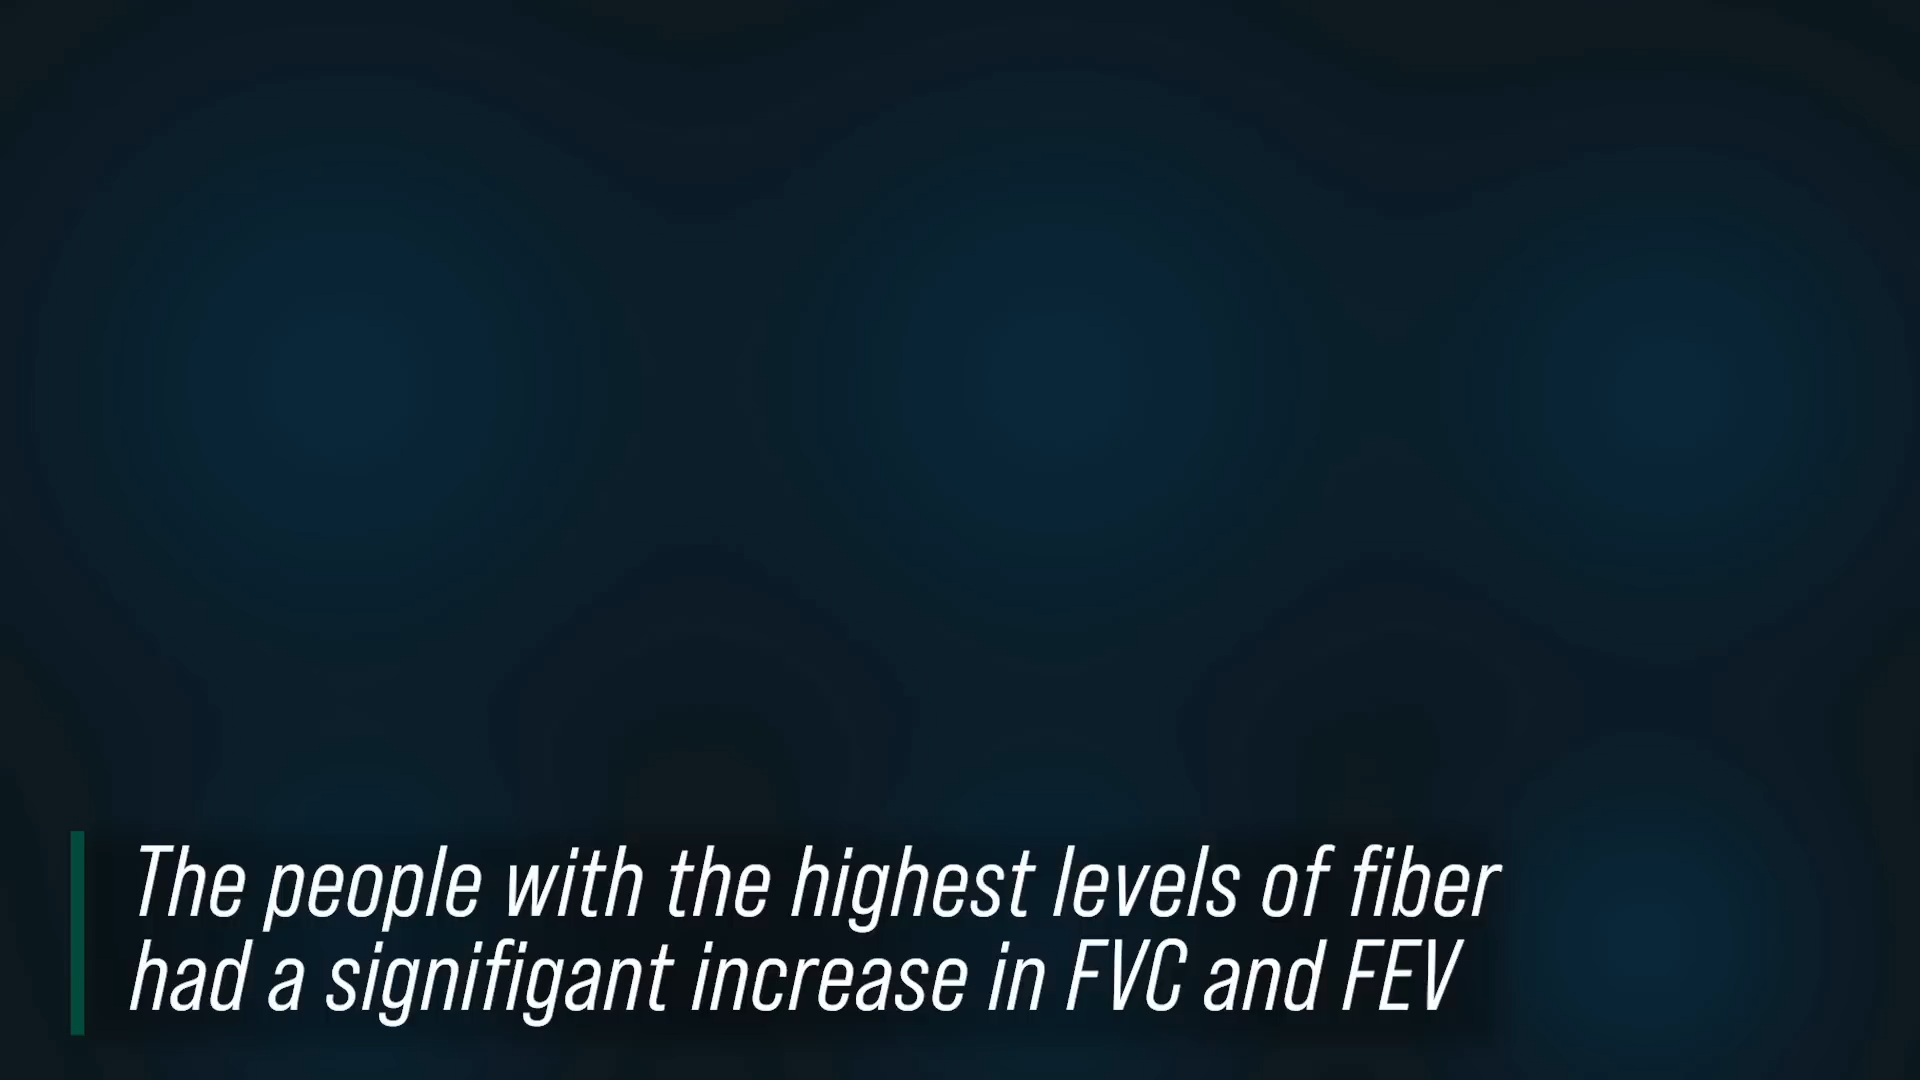 The people with the highest levels of fiber
had a signifigant increase in FVC and FEV